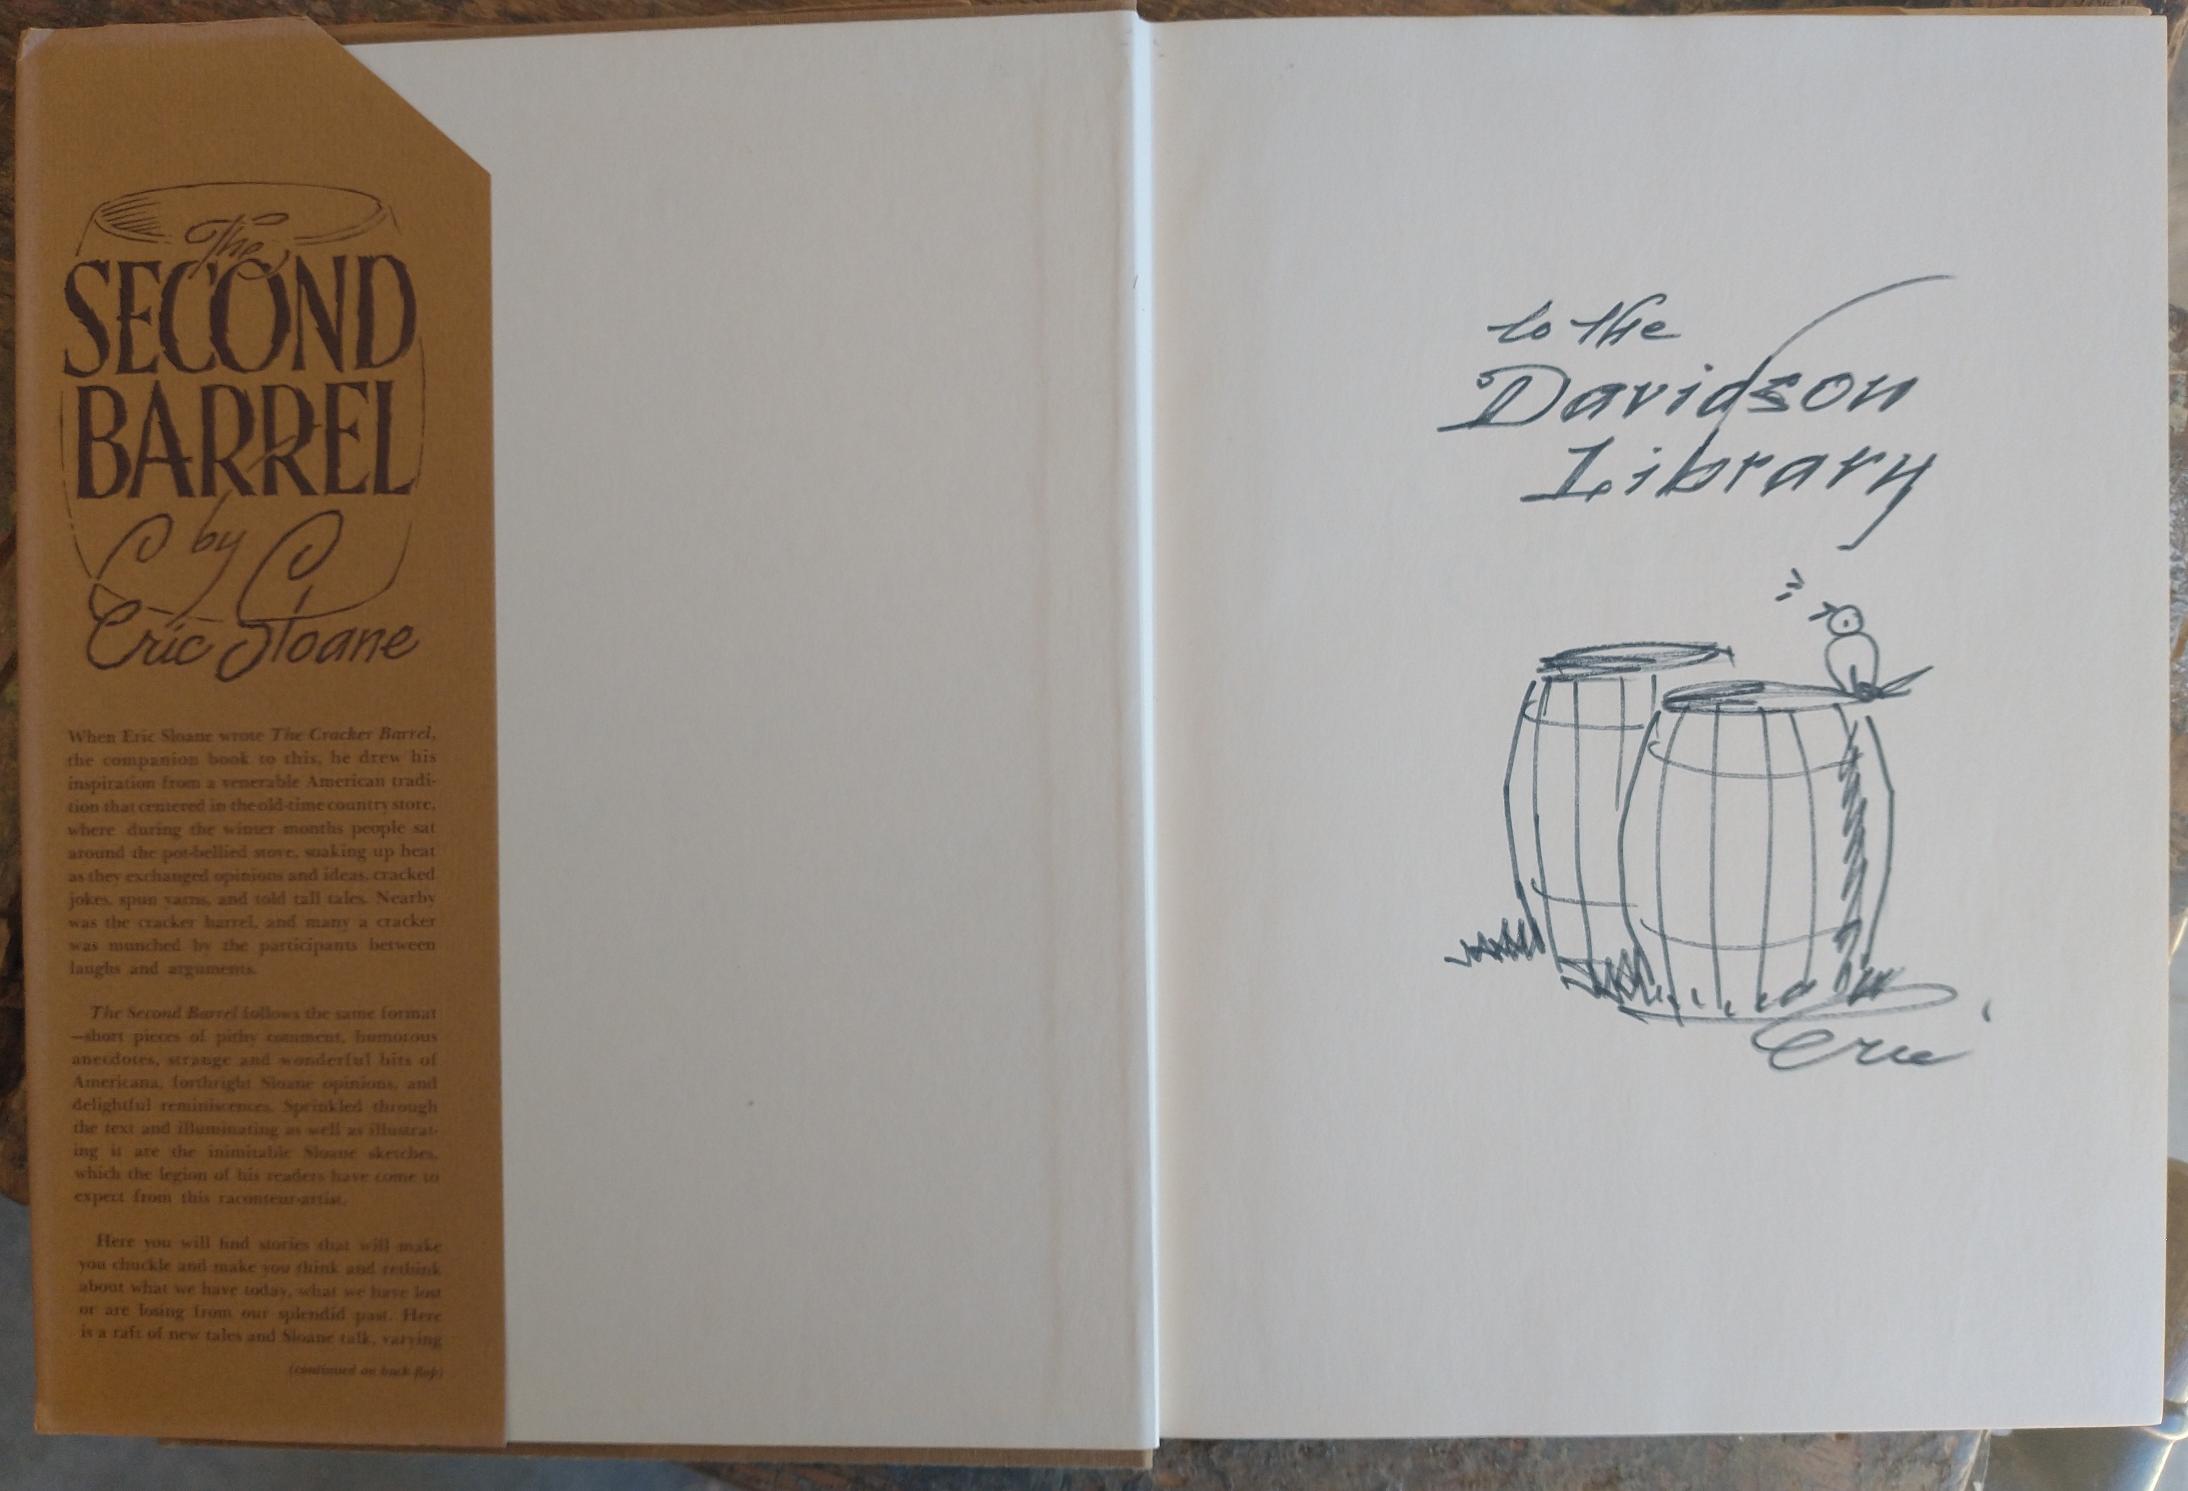 The
SECOND
BARREL
by
Eric Sloane
When Eric Sloane wrote The Cracker Barrel,
the companion book to this, he drew his
inspiration from a venerable American tradi-
tion that centered in the old-time country store,
where during the winter months people sat
around the pot-bellied stove, soaking up heat
as they exchanged opinions and ideas, cracked
jokes, spun yarns, and told tall tales. Nearby
was the cracker barrel, and many a cracker
was munched by the participants between
laughs and arguments.
The Second Barrel follows the same format
—short pieces of pithy comment, humorous
anecdotes, strange and wonderful bits of
Americana, forthright Sloane opinions, and
delightful reminiscences. Sprinkled through
the text and illuminating as well as illustrat-
ing it are the inimitable Sloane sketches,
which the legion of his readers have come to
expect from this raconteur-artist.
Here you will find stories that will make
you chuckle and make you think and rethink
about what we have today, what we have lost
or are losing from our splendid past. Here
is a raft of new tales and Sloane talk, varying
(continued on back flap)
to the
Davidson
Library
Eric